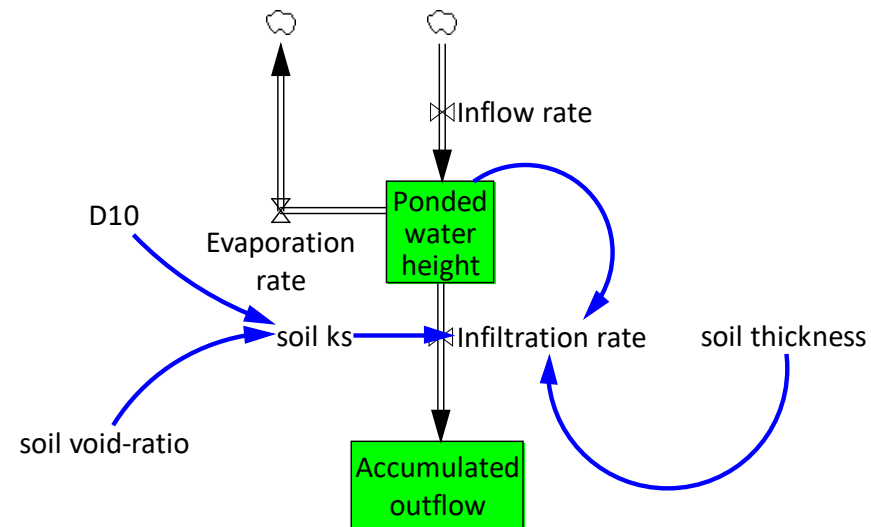 Inflow rate
Ponded
water
height
D10
Evaporation
rate
soil ks
Infiltration rate
soil thickness
soil void-ratio
Accumulated
outflow